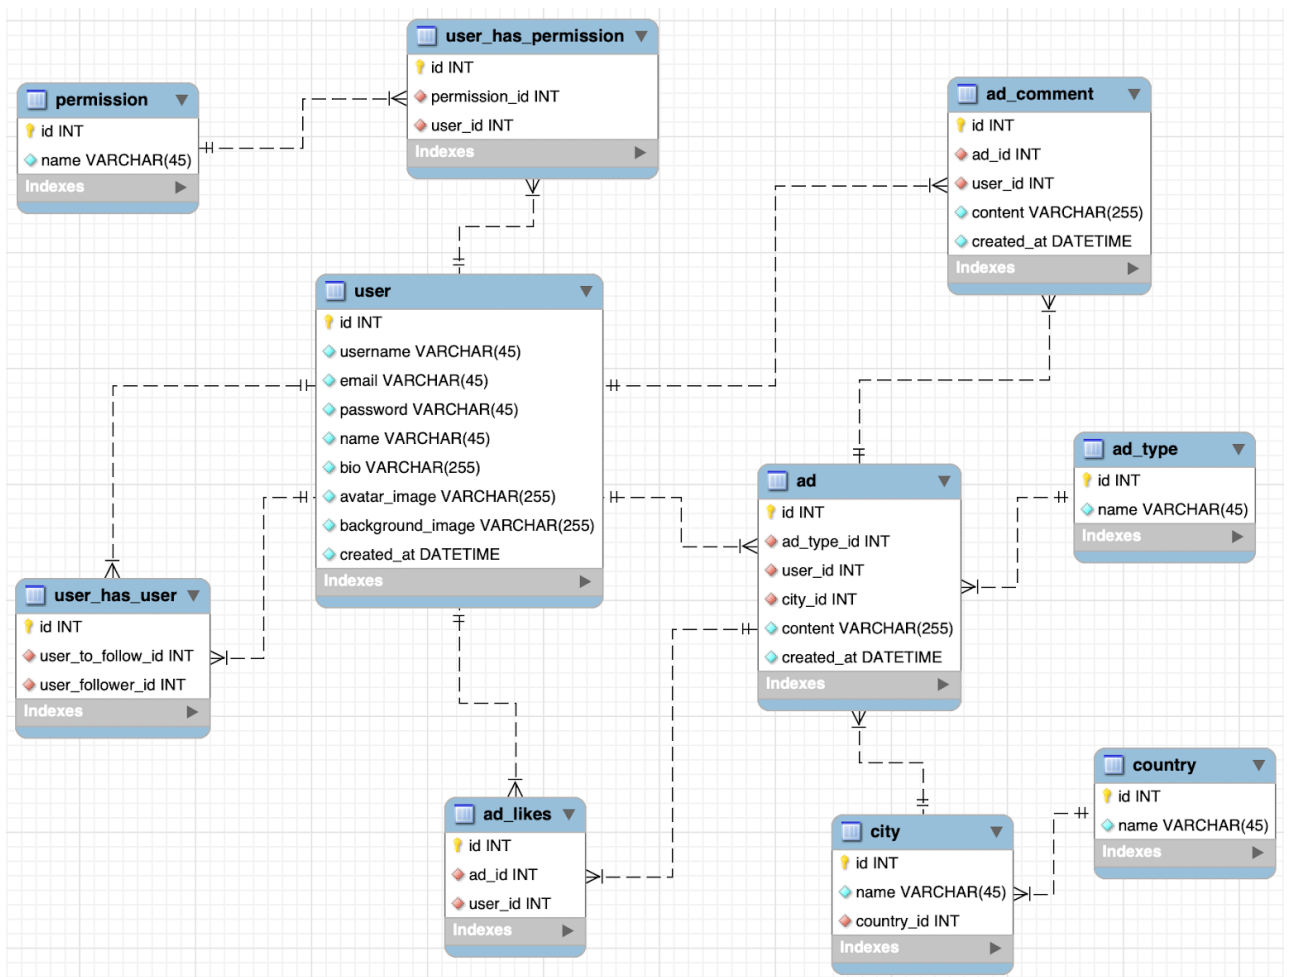 user_has_permission
id INT
permission_id INT
user_id INT
Indexes
permission
id INT
name VARCHAR(45)
Indexes
ad_comment
id INT
ad_id INT
user_id INT
content VARCHAR(255)
created_at DATETIME
Indexes
user
id INT
username VARCHAR(45)
email VARCHAR(45)
password VARCHAR(45)
name VARCHAR(45)
bio VARCHAR(255)
avatar_image VARCHAR(255)
background_image VARCHAR(255)
created_at DATETIME
Indexes
ad_type
id INT
name VARCHAR(45)
Indexes
ad
id INT
ad_type_id INT
user_id INT
city_id INT
content VARCHAR(255)
created_at DATETIME
Indexes
user_has_user
id INT
user_to_follow_id INT
user_follower_id INT
Indexes
country
id INT
name VARCHAR(45)
Indexes
ad_likes
id INT
ad_id INT
user_id INT
Indexes
city
id INT
name VARCHAR(45)
country_id INT
Indexes